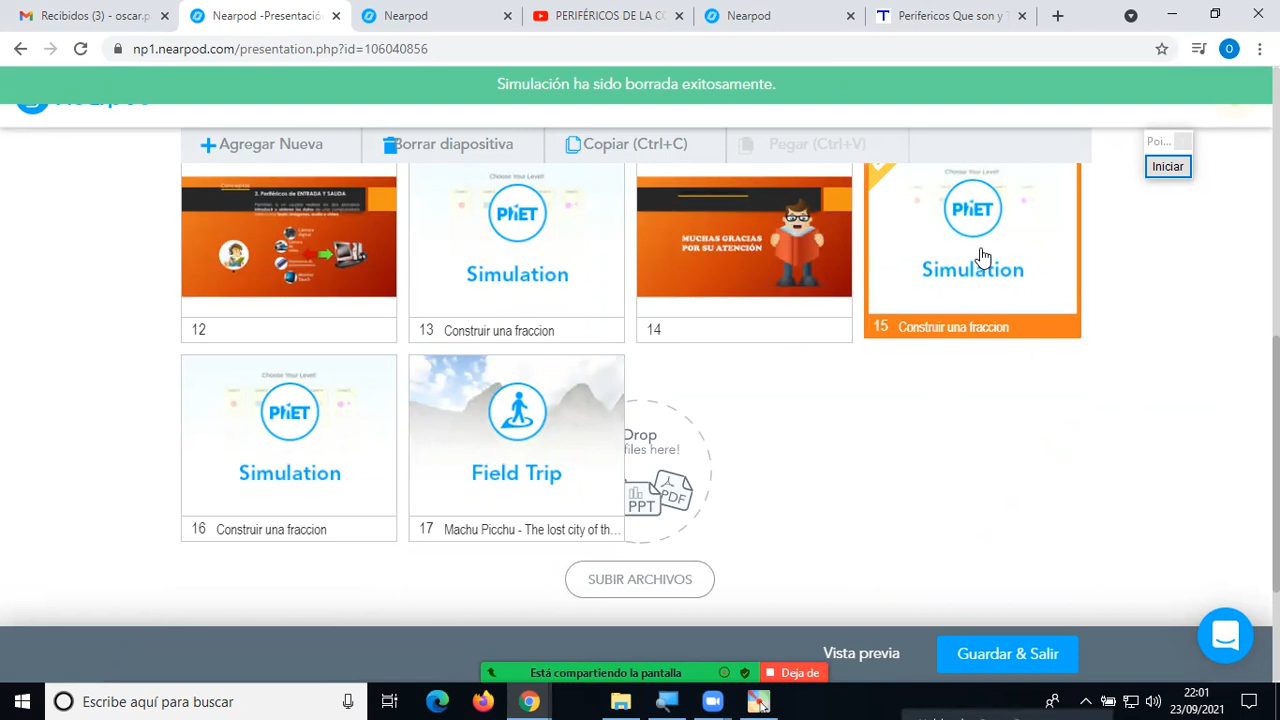 Recibidos (3) - oscar.p
Nearpod -Presentació
Nearpod
PERIFÉRICOS DE LA CO
Nearpod
Perifericos Que son y T
np1.nearpod.com/presentation.php?id=106040856
O
Simulación ha sido borrada exitosamente.
Agregar Nueva
Borrar diapositiva
Copiar (Ctrl+C)
Pegar (Ctrl+V)
Poi...
Iniciar
3. Periféricos de ENTRADA Y SALIDA
12
Choose Your Level!
PhET
Simulation
13 Construir una fraccion
MUCHAS GRACIAS
POR SU ATENCIÓN
14
Choose Your Level!
PhET
Simulation
15 Construir una fraccion
Choose Your Level!
PhET
Simulation
16 Construir una fraccion
Field Trip
17 Machu Picchu - The lost city of th...
Drop
files here!
PPT
PDF
SUBIR ARCHIVOS
Vista previa
Guardar & Salir
Está compartiendo la pantalla
Deja de
Escribe aquí para buscar
22:01
23/09/2021